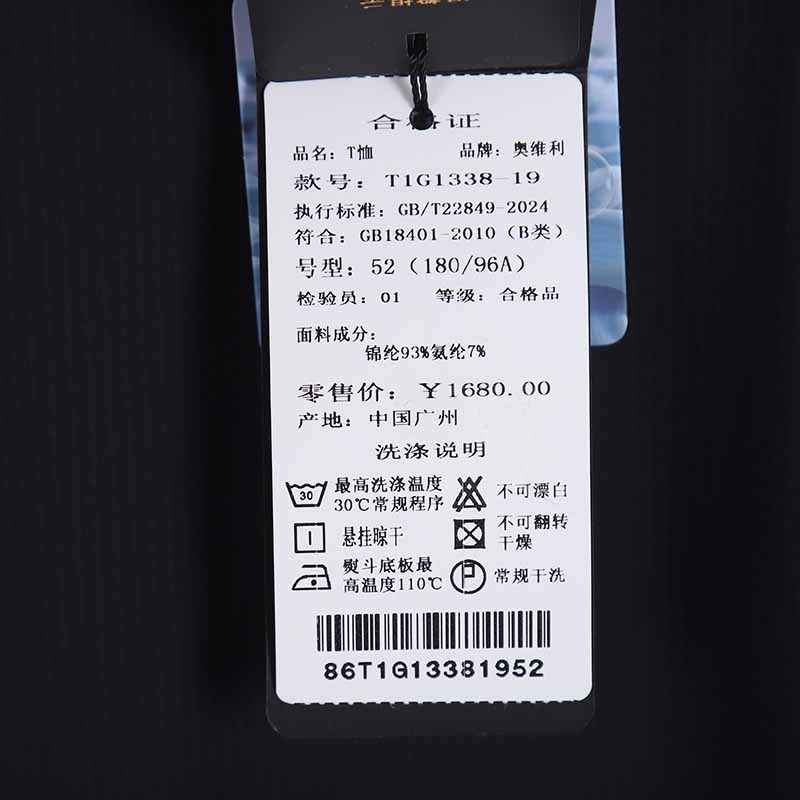 合格证
品名：T恤 品牌：奥维利
款号：T1G1338-19
执行标准：GB/T22849-2024
符合：GB18401-2010（B类）
号型：52（180/96A）
检验员：01 等级：合格品
面料成分：
锦纶93%氨纶7%
零售价：￥1680.00
产地：中国广州
洗涤说明
30 最高洗涤温度 不可漂白
30℃常规程序
悬挂晾干 不可翻转
干燥
熨斗底板最 P 常规干洗
高温度110℃
86T1G13381952